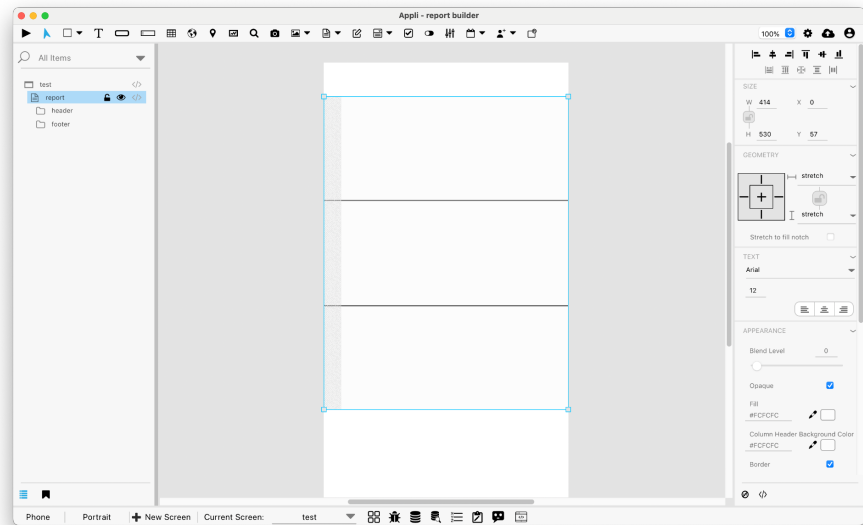 Appli - report builder
T
100%
All Items
test
report
header
footer
SIZE
W 414 X 0
H 530 Y 57
GEOMETRY
stretch
stretch
Stretch to fill notch
TEXT
Arial
12
APPEARANCE
Blend Level 0
Opaque
Fill
#FCFCFC
Column Header Background Color
#FCFCFC
Border
Phone Portrait New Screen Current Screen: test